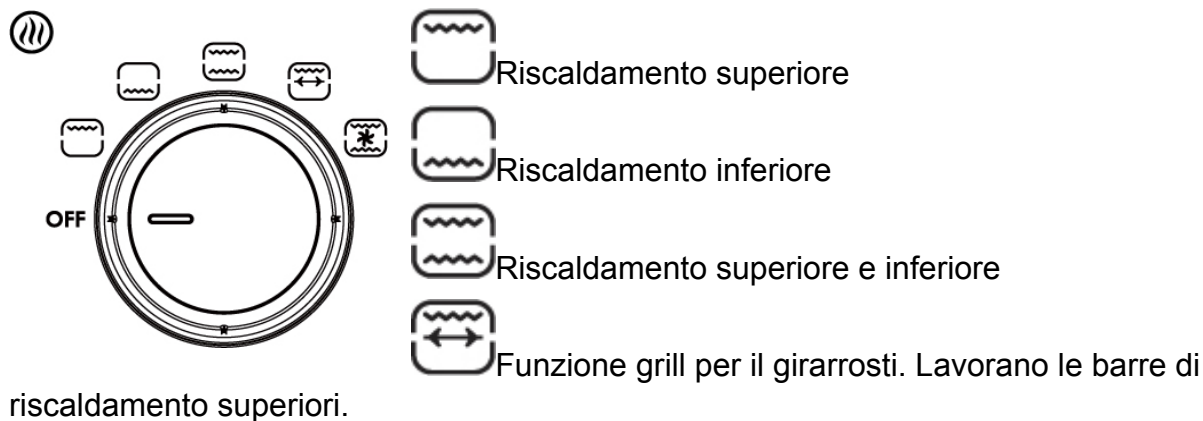 Riscaldamento superiore
Riscaldamento inferiore
OFF
Riscaldamento superiore e inferiore
Funzione grill per il girarrosti. Lavorano le barre di
riscaldamento superiori.